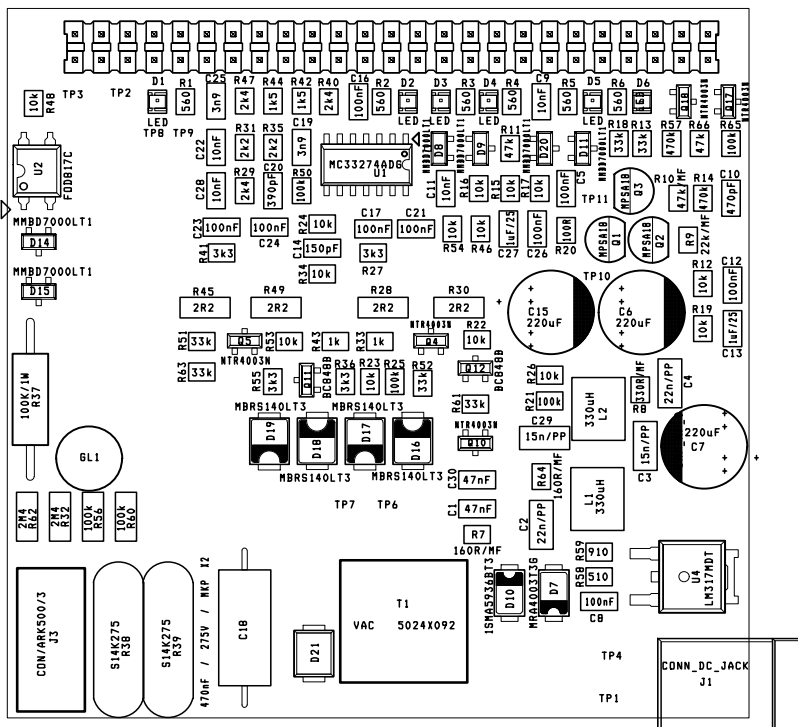 D1 R1 C25 R47 R44 R42 R40 C16 R2 D2 D3 R3 D4 R4 C9 R5 D5 R6 D6
TP3 TP2
10k R48
LED 560 3n9 2k4 1k5 1k5 2k4 100nF 560 LED 560 LED 560 10nF 560 LED 560
Q18 NTR4003N Q17 NTR4003N
TP8 TP9
R31 R35 C19
C22 10nF 2k2 2k2 3n9
MC33274ADG
U1
MMBD7000LT1 D8 MMBD7000LT1 D9 R11 47k MMBD7000LT1 D20 D11 MMBD7000LT1
R18 R13 R57 R66 R65
33k 33k 470k 47k 100k
U2 FOD817C
C28 10nF R29 2k4 C20 390pF R50 100k
C11 10nF R16 10k R15 10k R17 10k C5 100nF
TP11
MPSA18 Q3
R10 47k/MF R14 470k C10 470pF
MMBD7000LT1
D14
C23 100nF 100nF C24 R24 10k C17 100nF C21 100nF
10k R54 10k R46 1uF/25 C27 100nF C26 100R R20
MPSA18 Q1 MPSA18 Q2 R9 22k/MF
R41 3k3 C14 150pF 3k3 R27
R34 10k
MMBD7000LT1
D15
TP10
R12 10k C12 100nF
R45 R49 R28 R30
2R2 2R2 2R2 2R2
C15 220uF C6 220uF
R19 10k 1uF/25 C13
R51 33k Q5 NTR4003N R53 10k R43 1k R33 1k NTR4003N Q4 R22 10k
R63 33k
100K/1W R37
R55 3k3 Q11 BC848B R36 3k3 R23 10k R25 100k R52 33k Q12 BC848B
R26 10k
R21 100k
330uH L2
330R/MF R8 22n/PP C4
MBRS140LT3 MBRS140LT3
R61 33k
D19 D18 D17 D16
NTR4003N
Q10
C29
15n/PP
15n/PP C3
220uF C7
GL1
MBRS140LT3 MBRS140LT3
C30 47nF R64 160R/MF
L1 330uH
TP7 TP6
2M4 R62 2M4 R32 100k R56 100k R60
C1 47nF
C2 22n/PP
R7
160R/MF
R59 910
R58 510
U4 LM317MDT
CON/ARK500/3 J3
S14K275 R38 S14K275 R39
470nF / 275V / MKP X2
C18
T1
VAC 5024X092
1SMA5936BT3 D10 MRA4003T3G D7
100nF
C8
D21
TP4
CONN_DC_JACK
J1
TP1